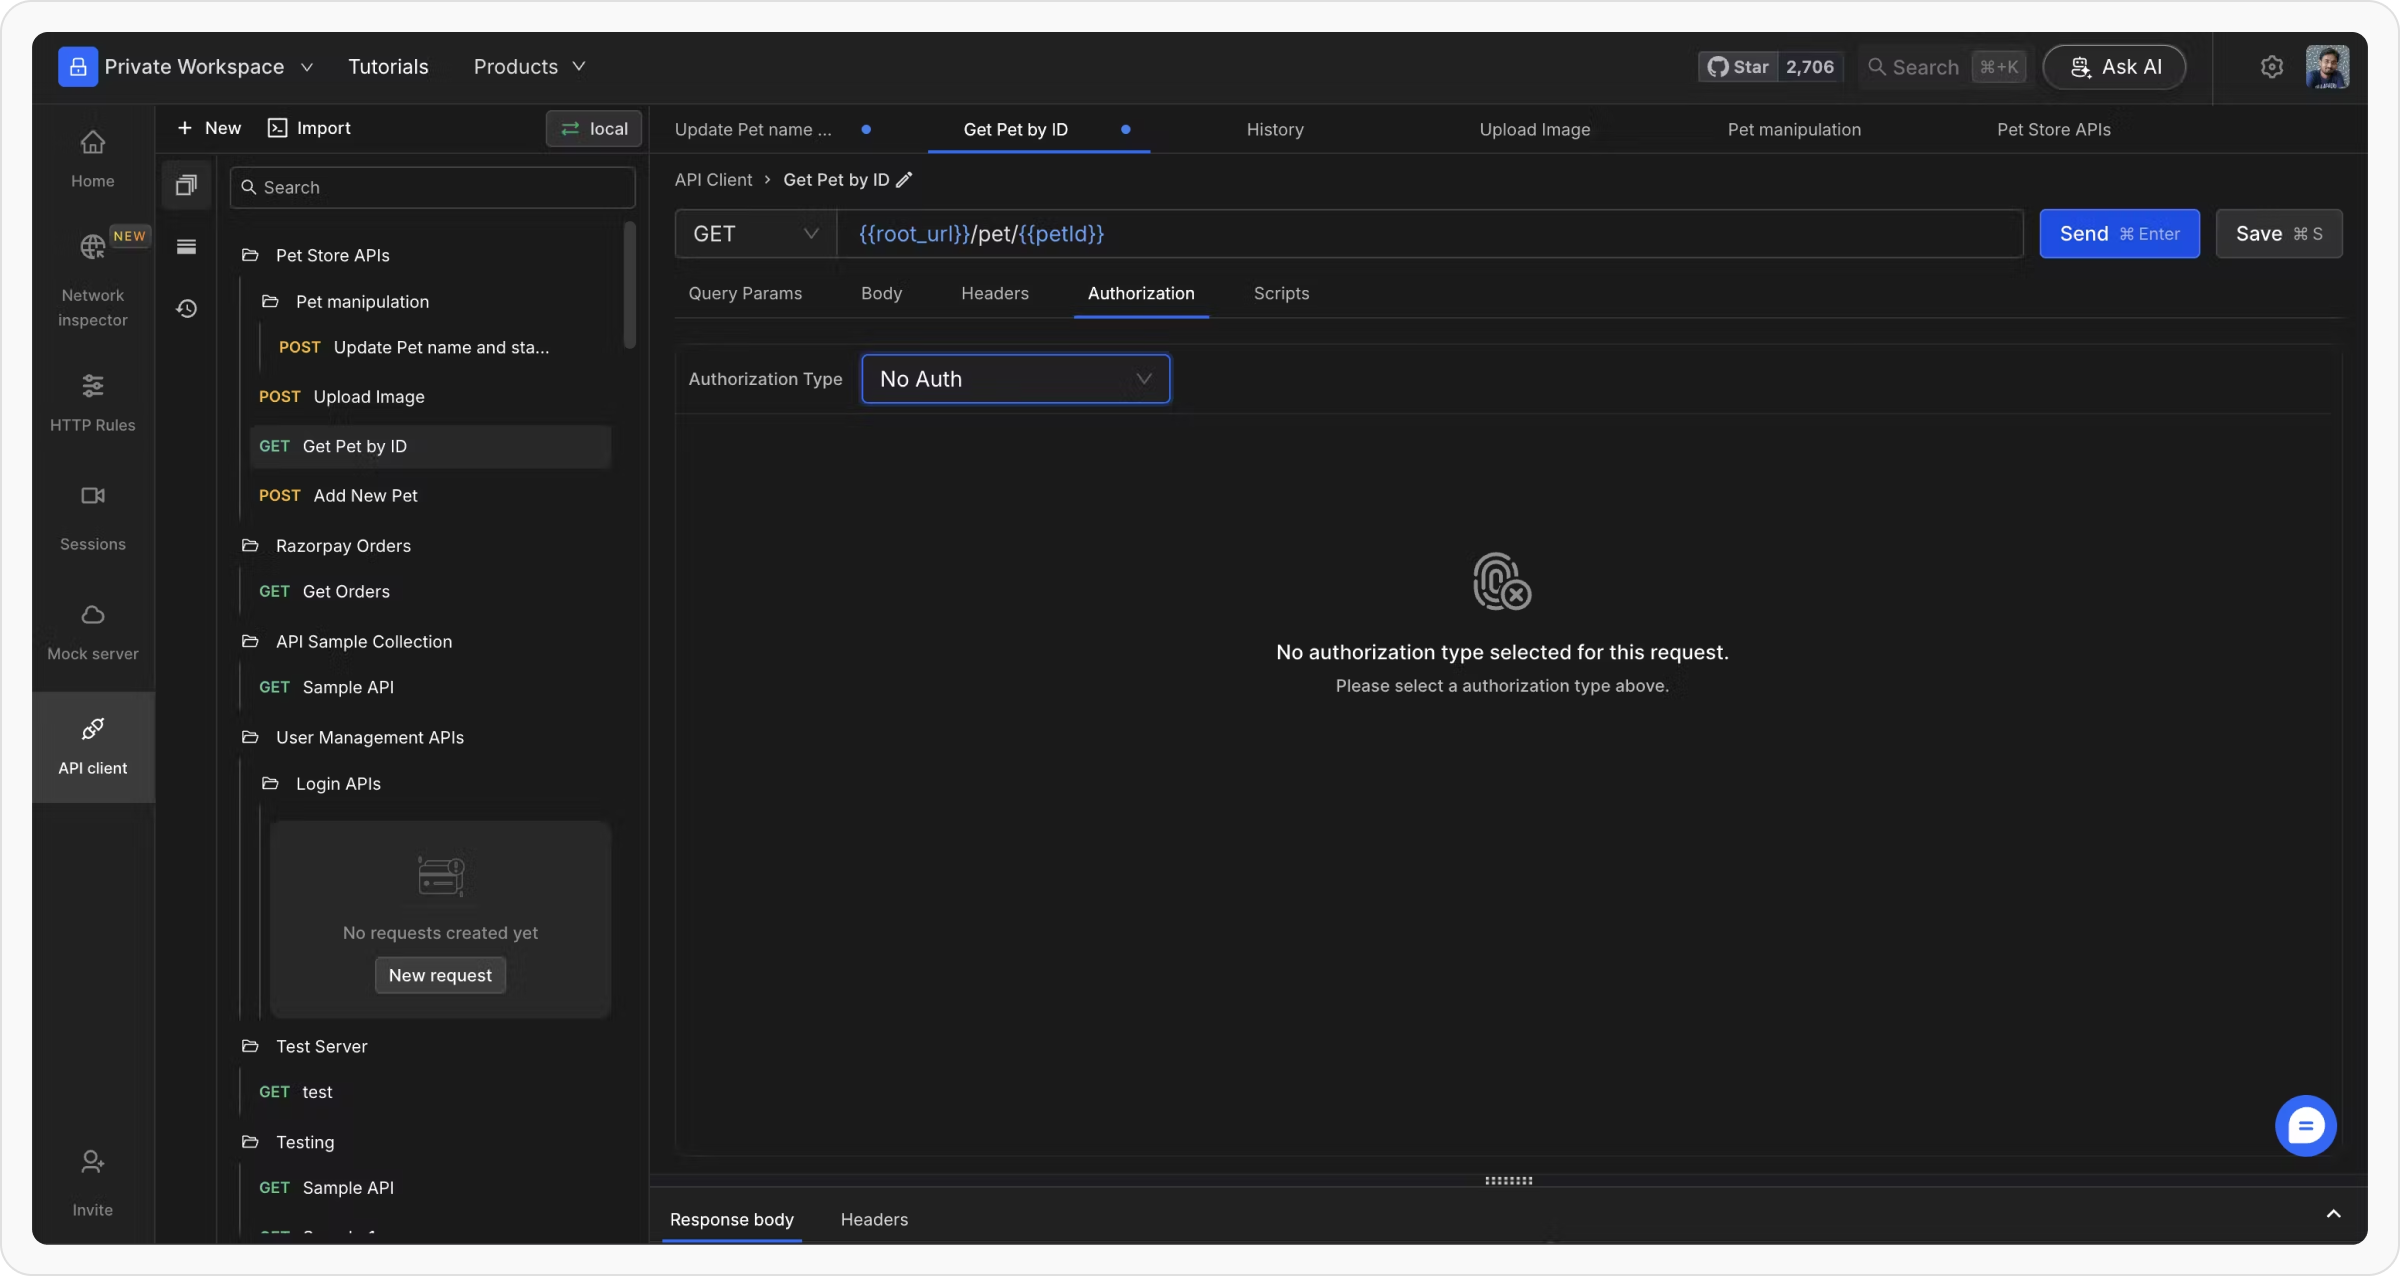 Private Workspace
Tutorials
Products
Star 2,706
Search ⌘+K
Ask AI
Home
NEW
Network
inspector
HTTP Rules
Sessions
Mock server
API client
Invite
+ New
Import
local
Search
Pet Store APIs
Pet manipulation
POST Update Pet name and sta...
POST Upload Image
GET Get Pet by ID
POST Add New Pet
Razorpay Orders
GET Get Orders
API Sample Collection
GET Sample API
User Management APIs
Login APIs
No requests created yet
New request
Test Server
GET test
Testing
GET Sample API
Update Pet name ...
Get Pet by ID
History
Upload Image
Pet manipulation
Pet Store APIs
API Client > Get Pet by ID
GET
{{root_url}}/pet/{{petId}}
Send ⌘ Enter
Save ⌘ S
Query Params
Body
Headers
Authorization
Scripts
Authorization Type
No Auth
No authorization type selected for this request.
Please select a authorization type above.
Response body
Headers